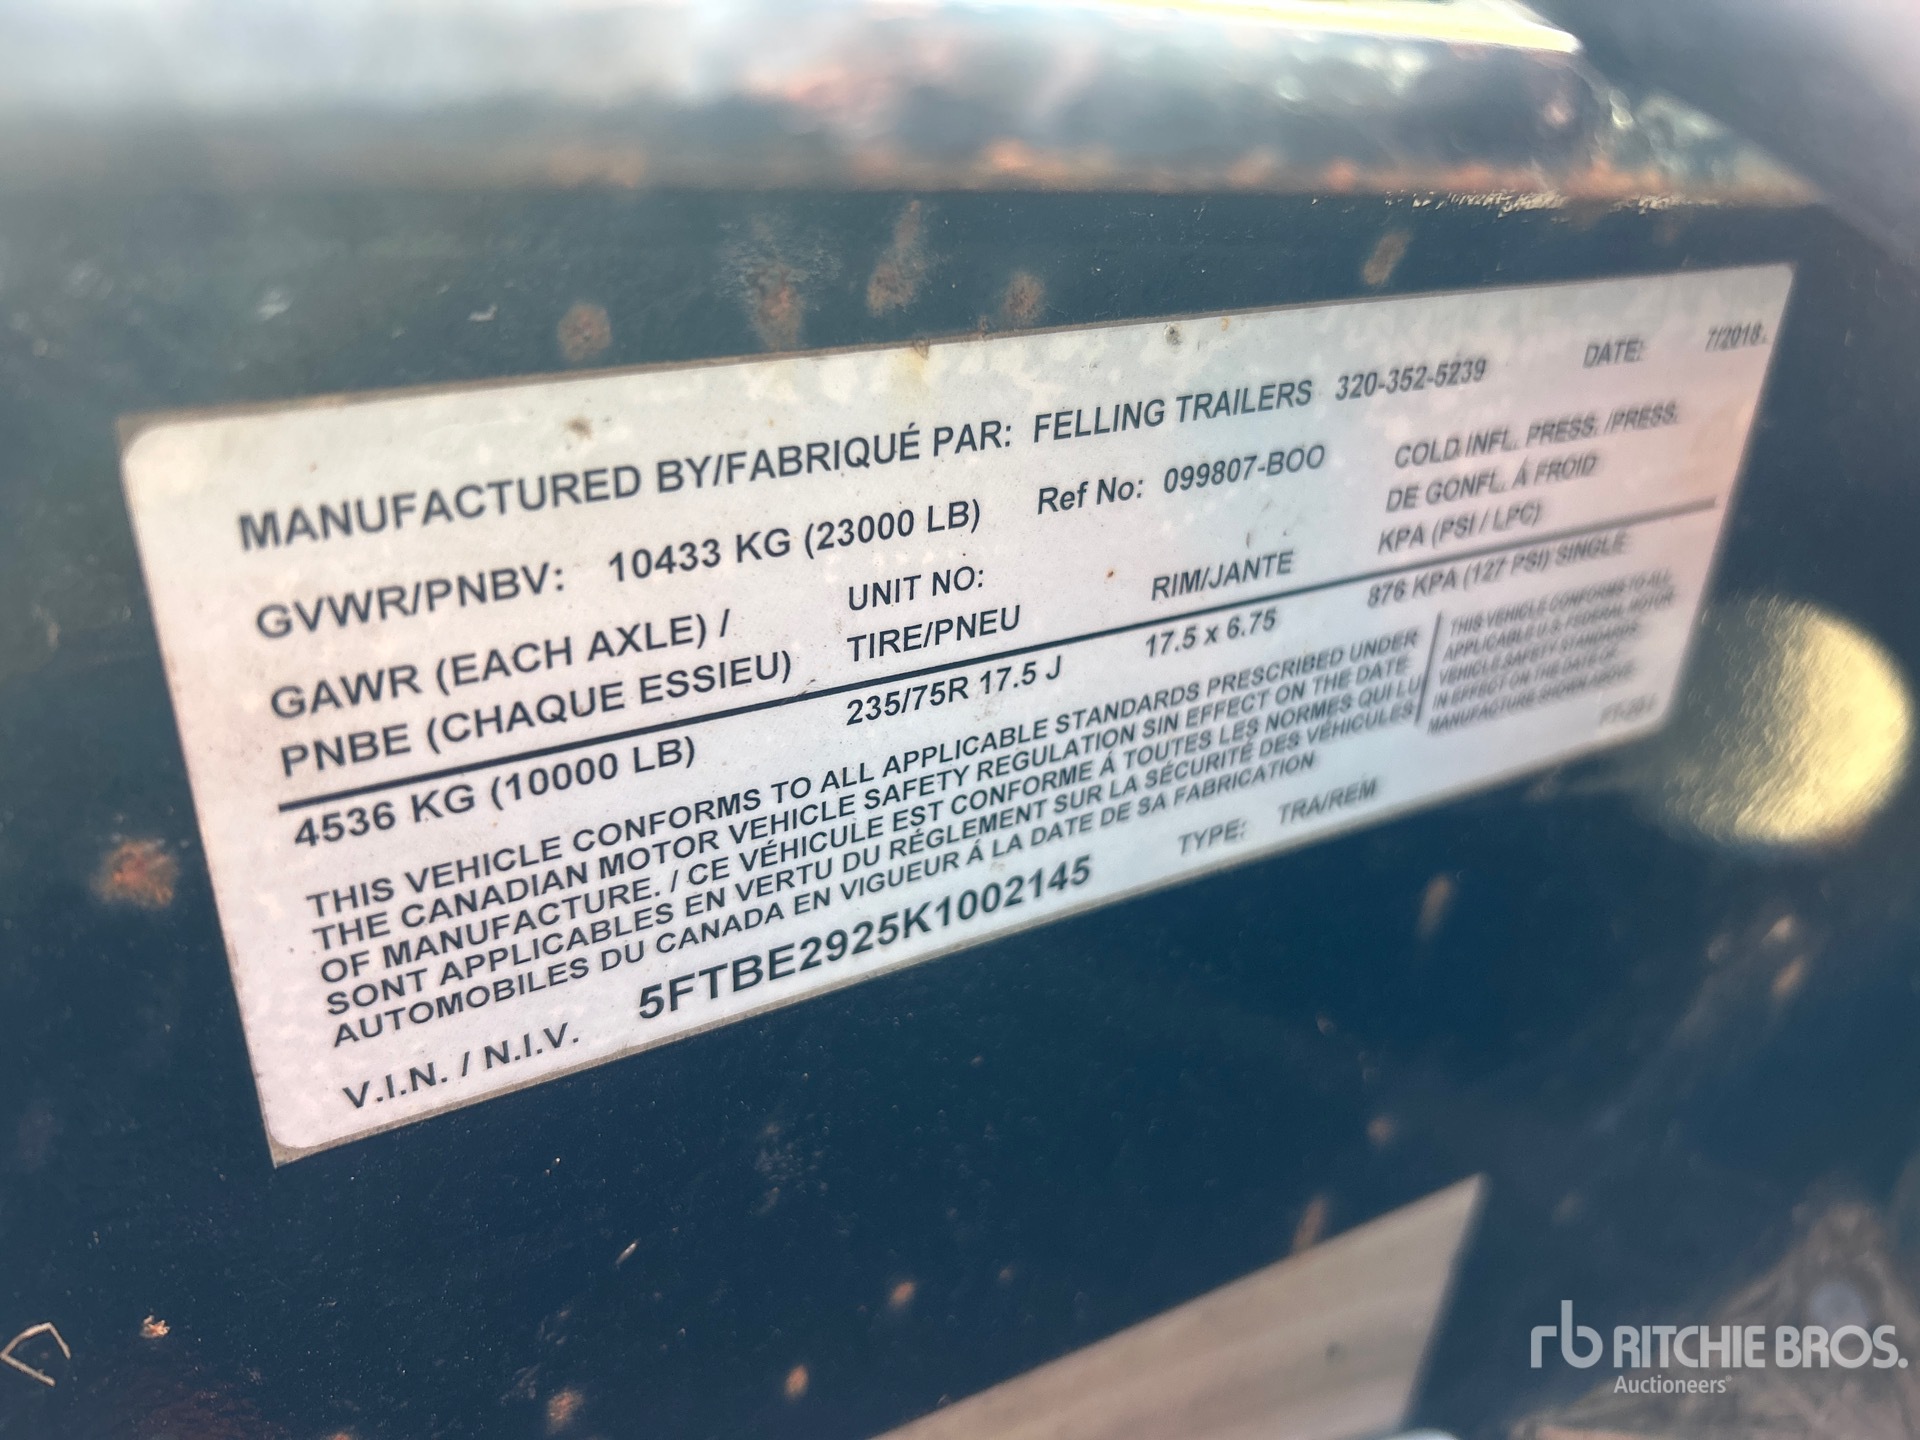 MANUFACTURED BY/FABRIQUÉ PAR: FELLING TRAILERS 320-352-5239 DATE: 7/2018.
GVWR/PNBV: 10433 KG (23000 LB) Ref No: 099807-BOO COLD INFL. PRESS. /PRESS.
DE GONFL. Á FROID
GAWR (EACH AXLE) / UNIT NO: KPA (PSI / LPC)
PNBE (CHAQUE ESSIEU) TIRE/PNEU RIM/JANTE
4536 KG (10000 LB) 235/75R 17.5 J 17.5 x 6.75 876 KPA (127 PSI) SINGLE
THIS VEHICLE CONFORMS TO ALL APPLICABLE STANDARDS PRESCRIBED UNDER
THE CANADIAN MOTOR VEHICLE SAFETY REGULATION SIN EFFECT ON THE DATE
OF MANUFACTURE. / CE VÉHICULE EST CONFORME Á TOUTES LES NORMES QUI LU
SONT APPLICABLES EN VERTU DU RÉGLEMENT SUR LA SÉCURITÉ DES VÉHICULES
AUTOMOBILES DU CANADA EN VIGUEUR Á LA DATE DE SA FABRICATION
THIS VEHICLE CONFORMS TO ALL
APPLICABLE U.S. FEDERAL MOTOR
VEHICLE SAFETY STANDARDS
IN EFFECT ON THE DATE OF
MANUFACTURE SHOWN ABOVE.
V.I.N. / N.I.V. 5FTBE2925K1002145 TYPE: TRA/REM
rb RITCHIE BROS.
Auctioneers